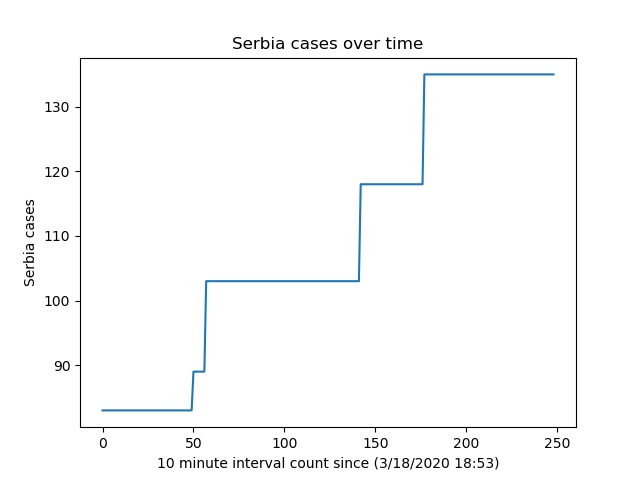 Serbia cases over time
130
120
110
100
90
Serbia cases
0 50 100 150 200 250
10 minute interval count since (3/18/2020 18:53)